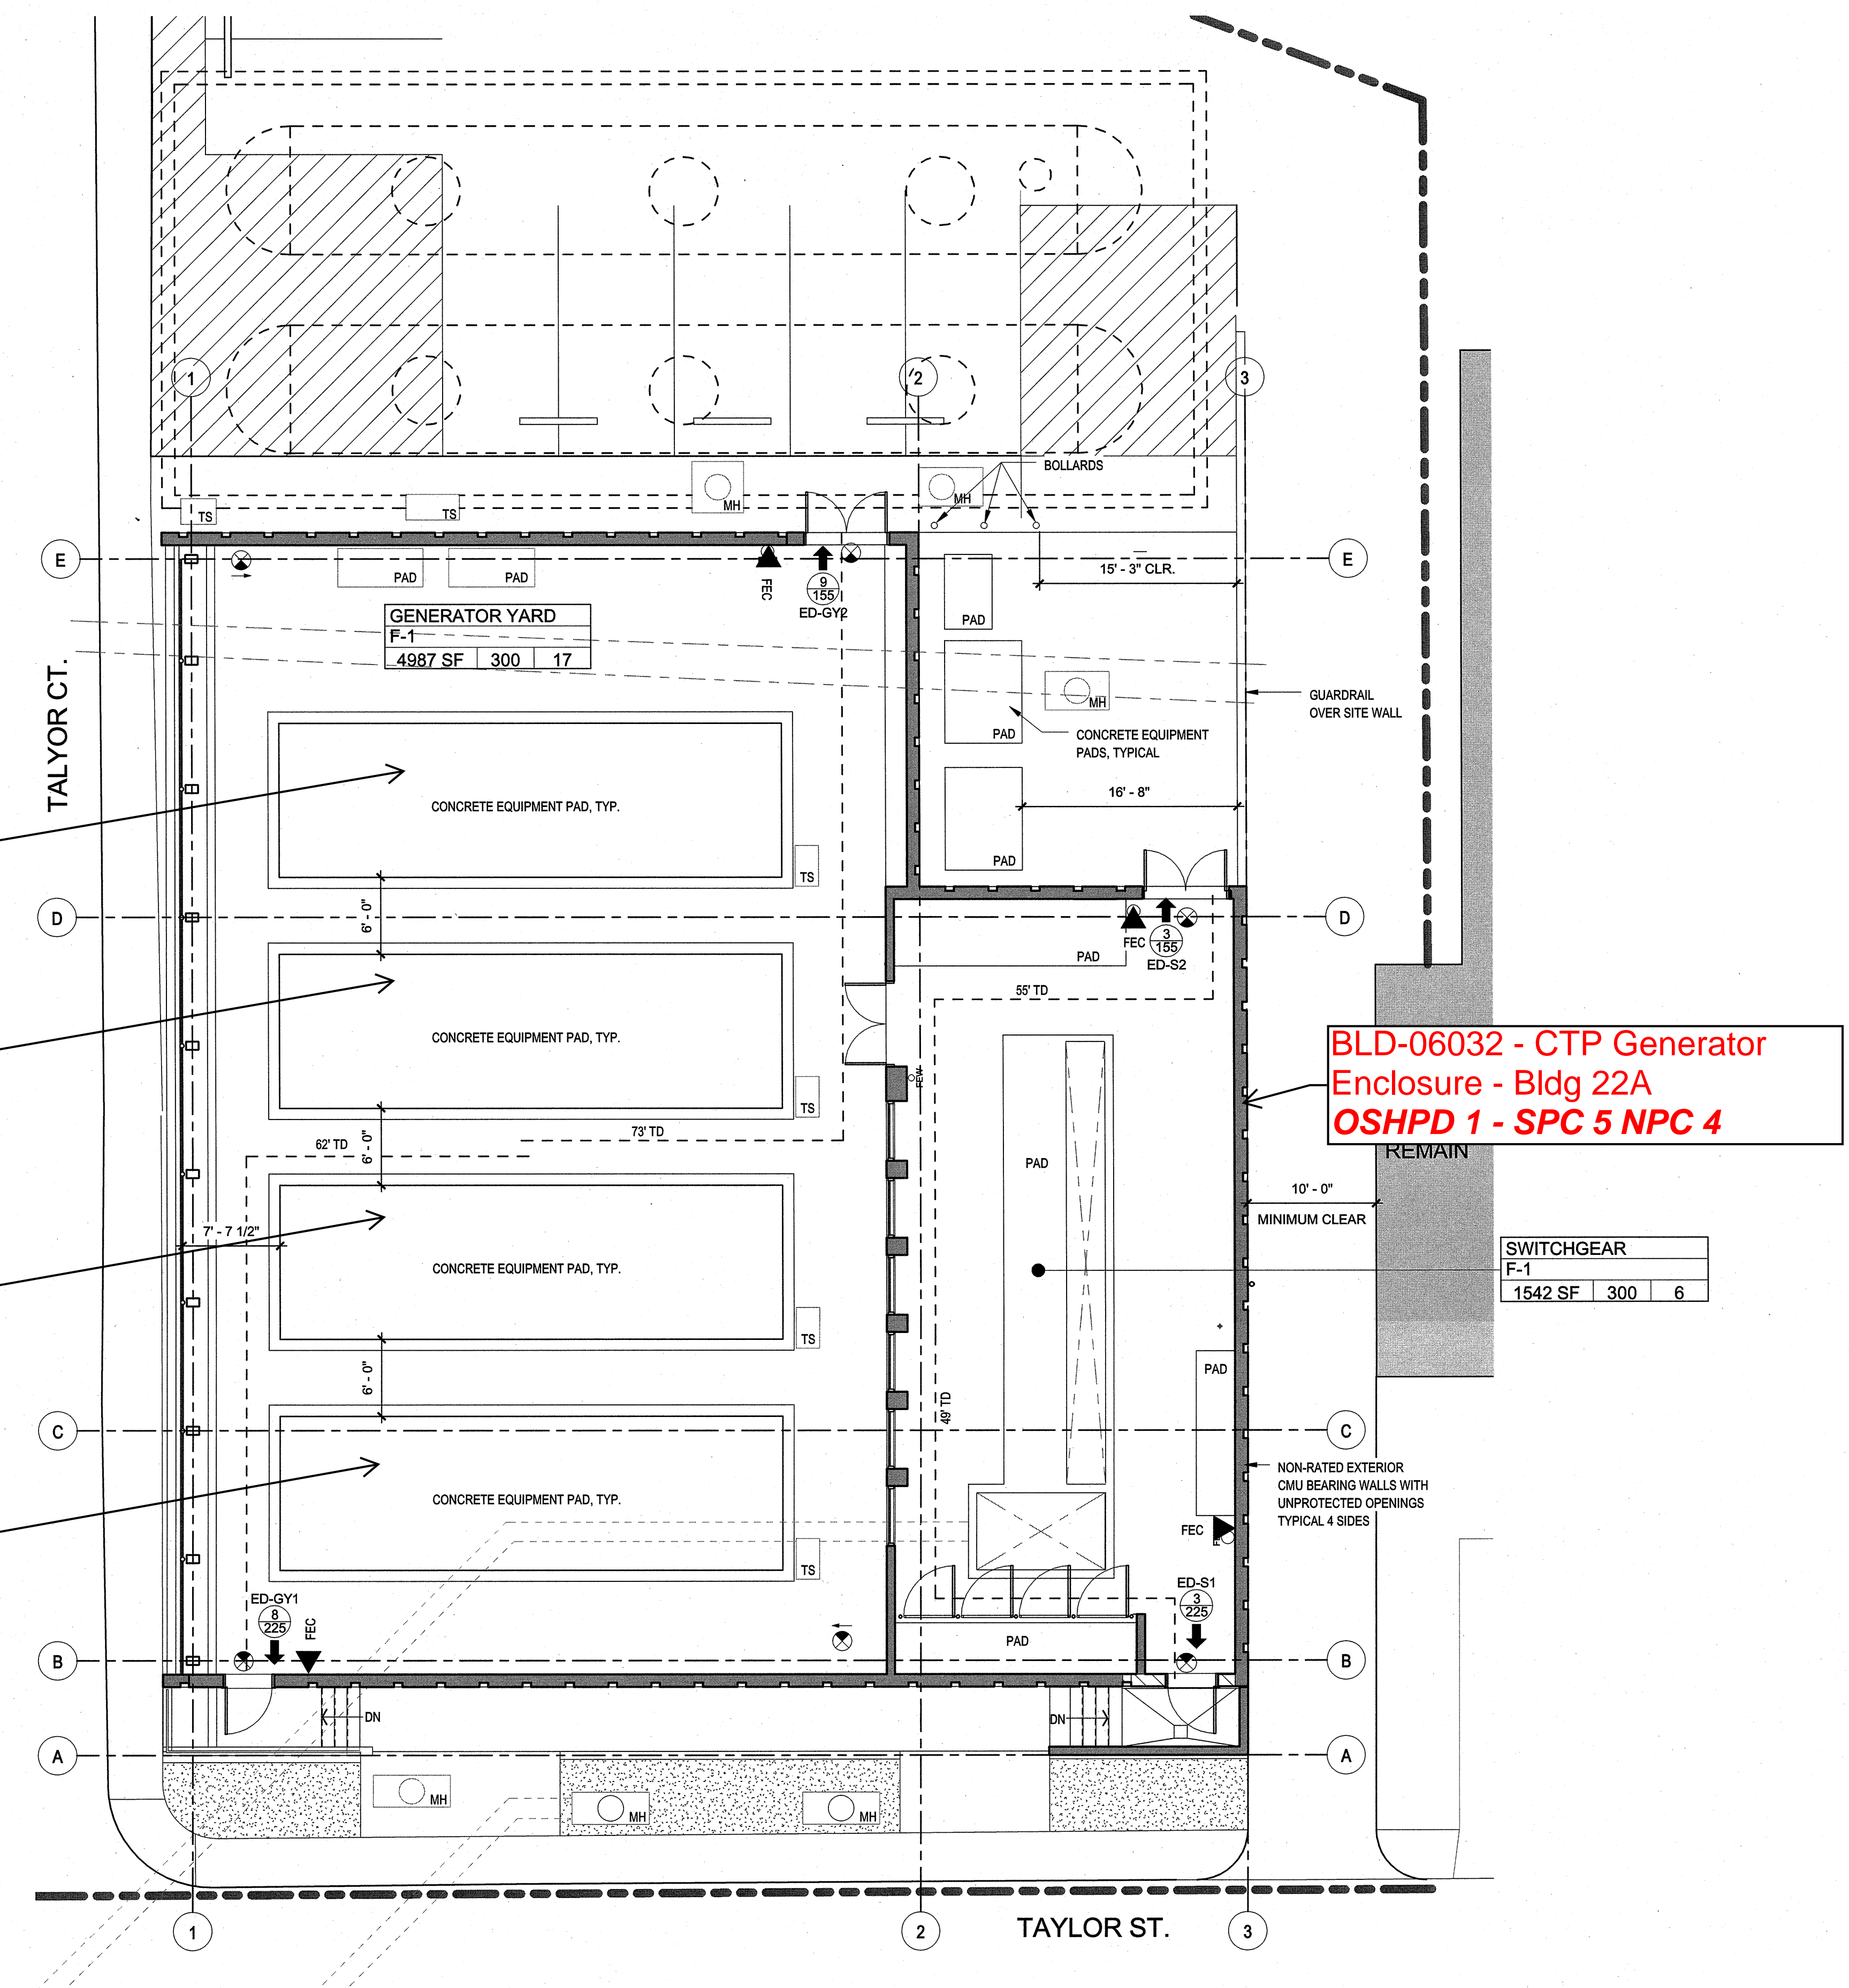 1
2
3
BOLLARDS
MH
MH
TS
TS
E
E
PAD
PAD
FEC
9
155
ED-GY2
15' - 3" CLR.
PAD
GENERATOR YARD
F-1
4987 SF 300 17
TALYOR CT.
MH
GUARDRAIL
OVER SITE WALL
PAD
CONCRETE EQUIPMENT
PADS, TYPICAL
16' - 8"
CONCRETE EQUIPMENT PAD, TYP.
PAD
TS
D
D
6' - 0"
FEC
3
155
ED-S2
PAD
55' TD
CONCRETE EQUIPMENT PAD, TYP.
FEW
TS
BLD-06032 - CTP Generator
Enclosure - Bldg 22A
OSHPD 1 - SPC 5 NPC 4
REMAIN
62' TD
6' - 0"
73' TD
PAD
10' - 0"
MINIMUM CLEAR
7' - 7 1/2"
SWITCHGEAR
F-1
1542 SF 300 6
CONCRETE EQUIPMENT PAD, TYP.
TS
6' - 0"
PAD
49' TD
C
C
NON-RATED EXTERIOR
CMU BEARING WALLS WITH
UNPROTECTED OPENINGS
TYPICAL 4 SIDES
CONCRETE EQUIPMENT PAD, TYP.
FEC
TS
ED-GY1
8
225
FEC
ED-S1
3
225
PAD
B
B
DN
DN
A
A
MH
MH
MH
1
2
3
TAYLOR ST.